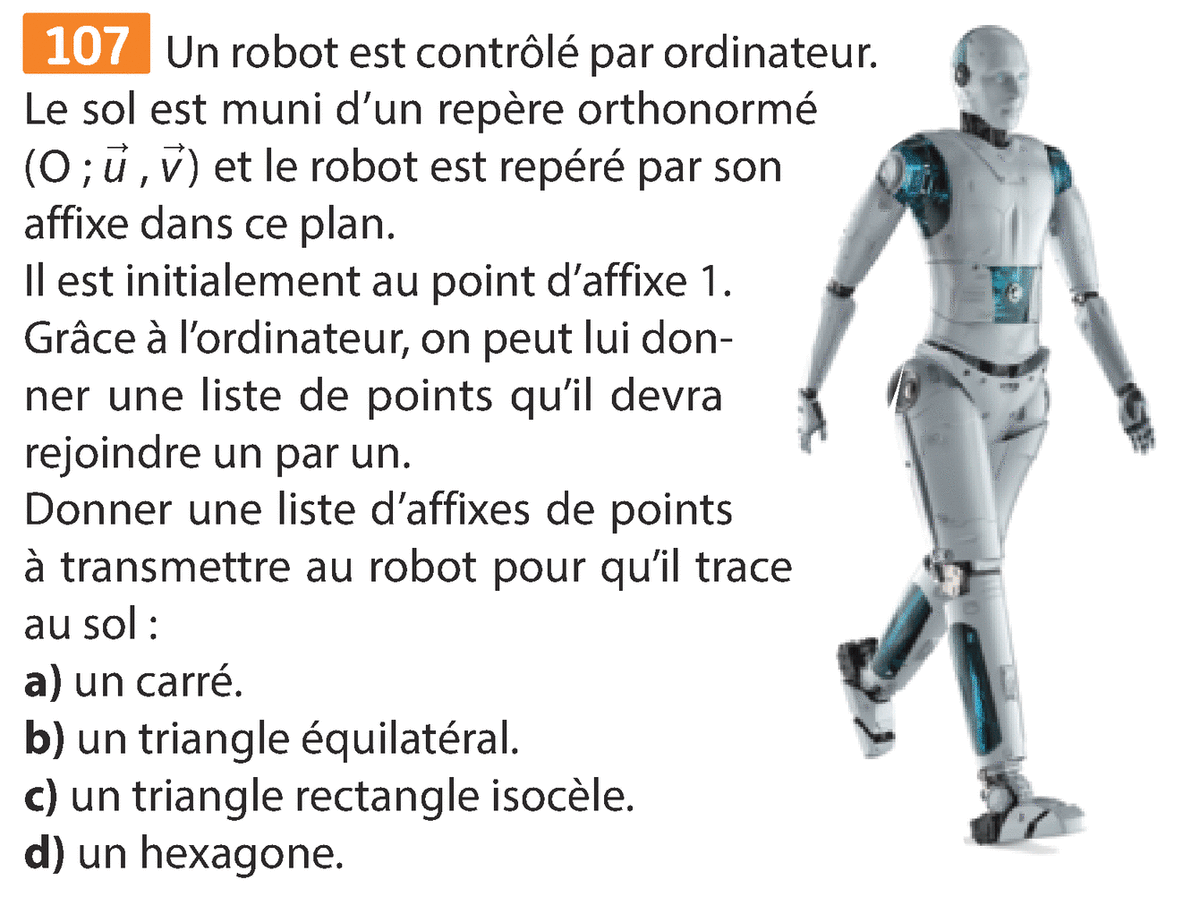 107 Un robot est contrôlé par ordinateur.
Le sol est muni d’un repère orthonormé
(O ; u⃗ , v⃗) et le robot est repéré par son
affixe dans ce plan.
Il est initialement au point d’affixe 1.
Grâce à l’ordinateur, on peut lui don-
ner une liste de points qu’il devra
rejoindre un par un.
Donner une liste d’affixes de points
à transmettre au robot pour qu’il trace
au sol :
a) un carré.
b) un triangle équilatéral.
c) un triangle rectangle isocèle.
d) un hexagone.